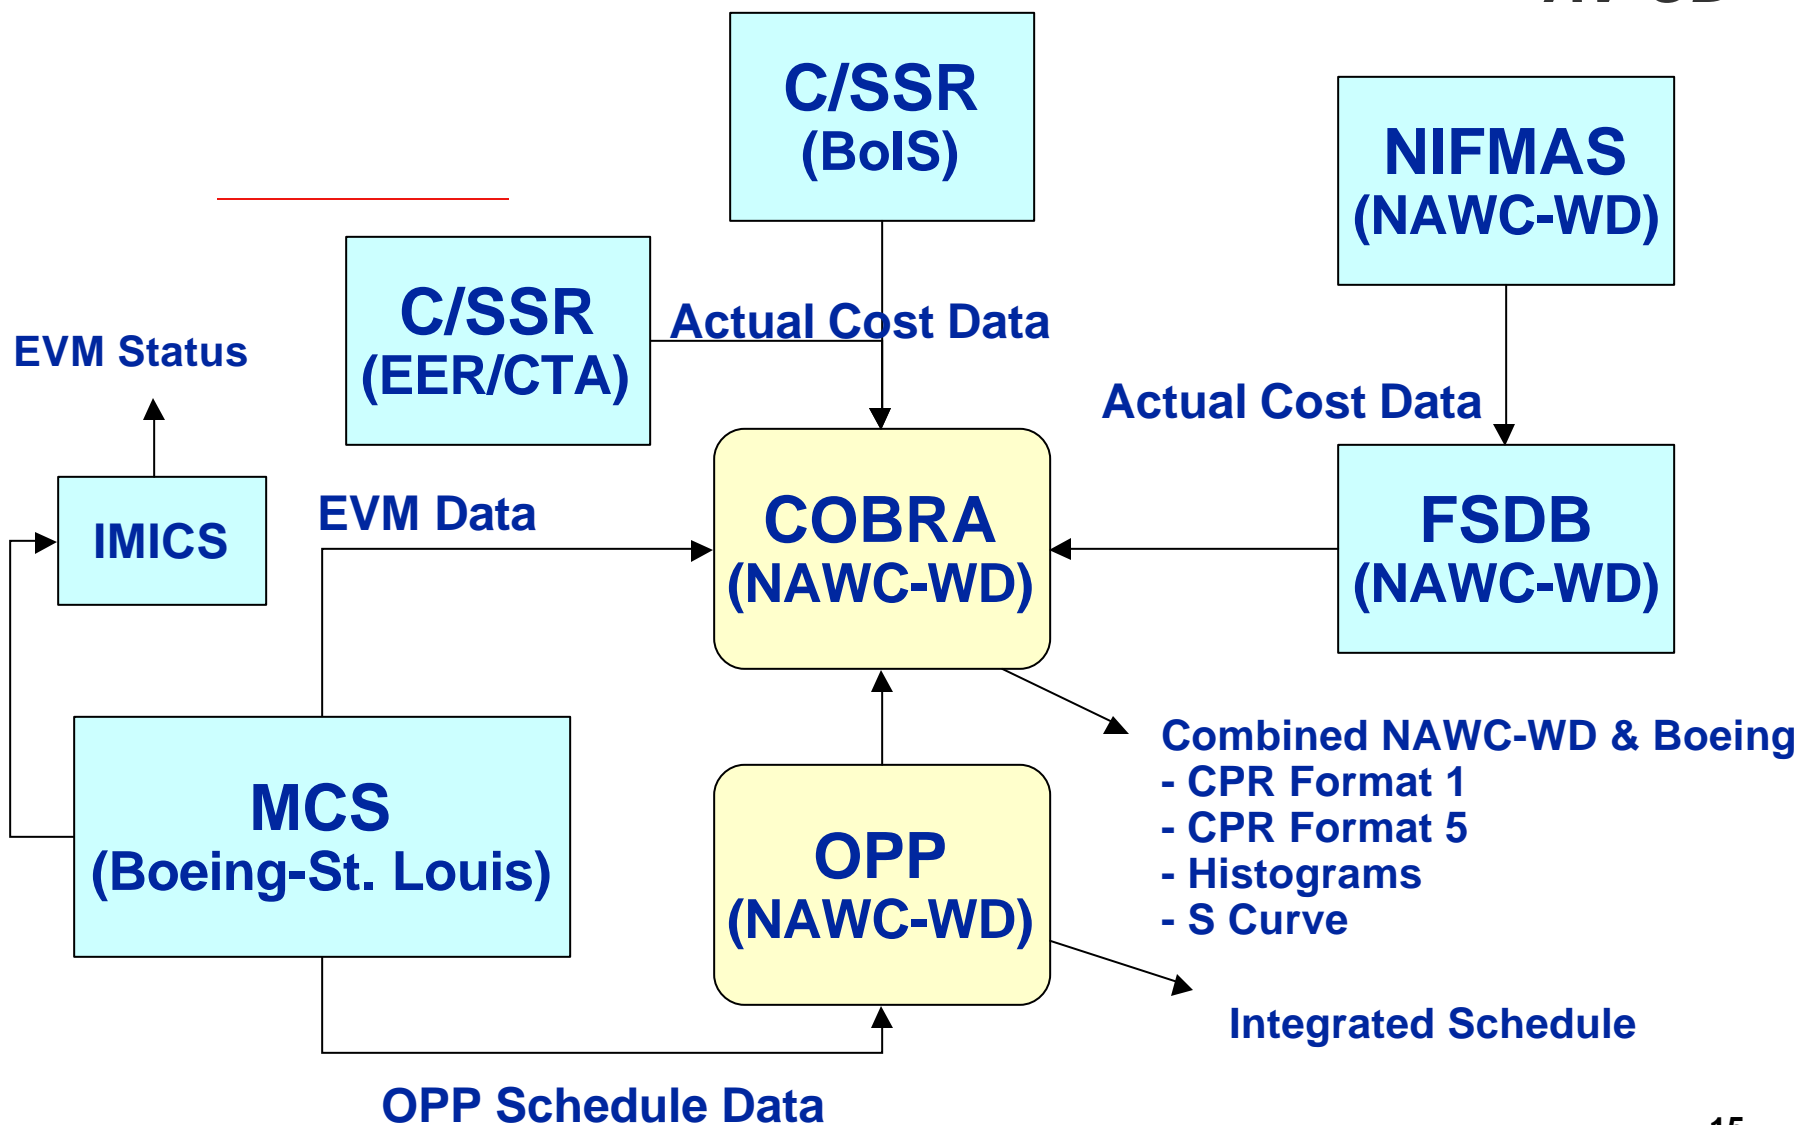 C/SSR
(BoIS)
NIFMAS
(NAWC-WD)
C/SSR
(EER/CTA)
Actual Cost Data
EVM Status
Actual Cost Data
IMICS
EVM Data
COBRA
(NAWC-WD)
FSDB
(NAWC-WD)
MCS
(Boeing-St. Louis)
Combined NAWC-WD & Boeing
- CPR Format 1
- CPR Format 5
- Histograms
- S Curve
OPP
(NAWC-WD)
Integrated Schedule
OPP Schedule Data
15